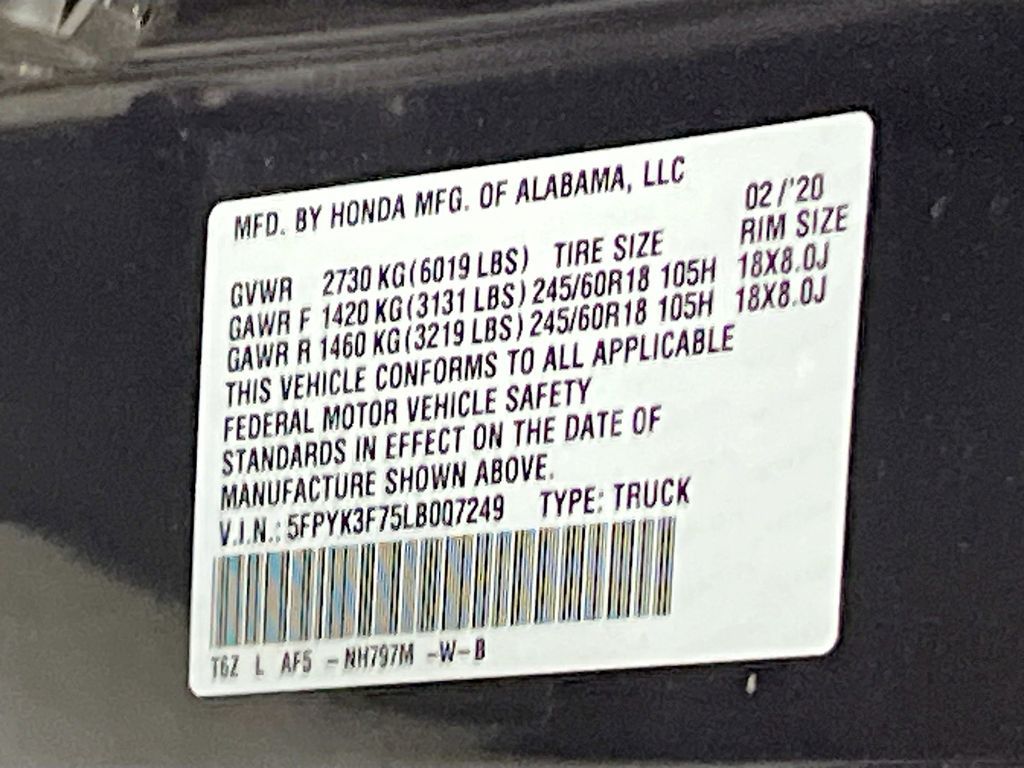 MFD. BY HONDA MFG. OF ALABAMA, LLC 02/'20
GVWR 2730 KG(6019 LBS) TIRE SIZE RIM SIZE
GAWR F 1420 KG(3131 LBS) 245/60R18 105H 18X8.0J
GAWR R 1460 KG(3219 LBS) 245/60R18 105H 18X8.0J
THIS VEHICLE CONFORMS TO ALL APPLICABLE
FEDERAL MOTOR VEHICLE SAFETY
STANDARDS IN EFFECT ON THE DATE OF
MANUFACTURE SHOWN ABOVE.
V.I.N.: 5FPYK3F75LB007249 TYPE: TRUCK
T6Z L AF5 -NH797M -W-B